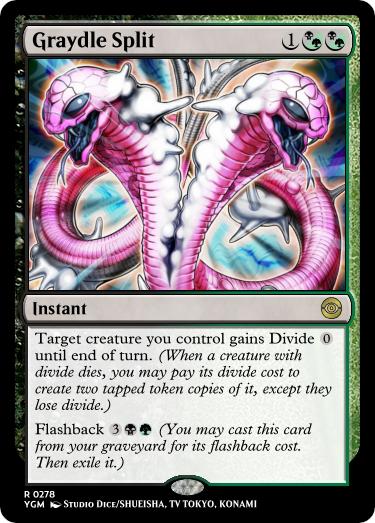 Graydle Split 1
Instant
Target creature you control gains Divide 0
until end of turn. (When a creature with
divide dies, you may pay its divide cost to
create two tapped token copies of it, except they
lose divide.)
Flashback 3 (You may cast this card
from your graveyard for its flashback cost.
Then exile it.)
R 0278
YGM STUDIO DICE/SHUEISHA, TV TOKYO, KONAMI